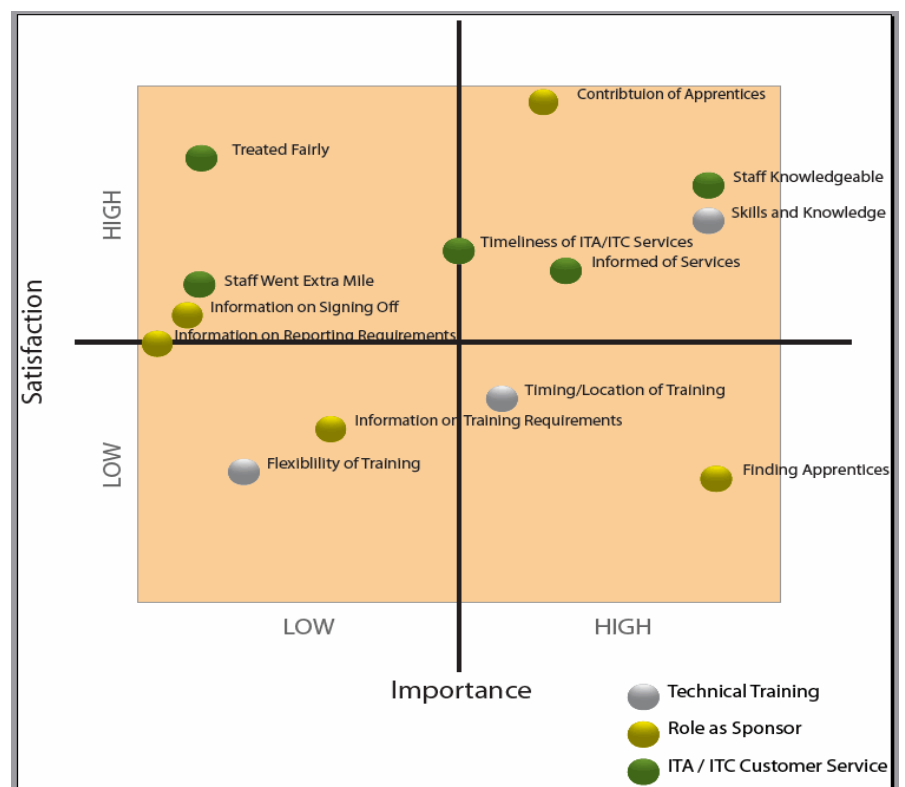 Contribtuion of Apprentices
Treated Fairly
Staff Knowledgeable
Skills and Knowledge
HIGH
Timeliness of ITA/ITC Services
Informed of Services
Staff Went Extra Mile
Information on Signing Off
Information on Reporting Requirements
Satisfaction
Timing/Location of Training
Information on Training Requirements
LOW
Flexiblility of Training
Finding Apprentices
LOW
HIGH
Importance
Technical Training
Role as Sponsor
ITA / ITC Customer Service